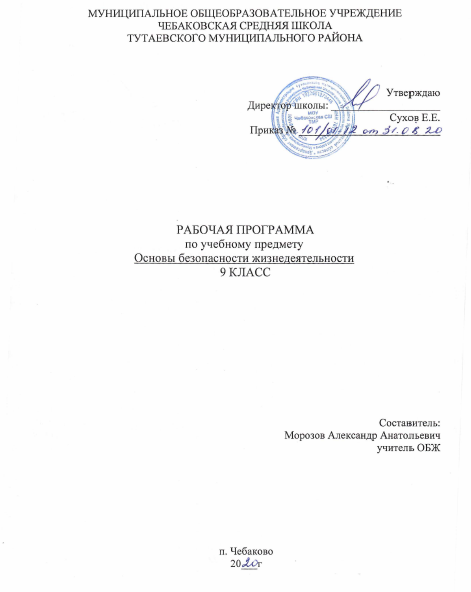 МУНИЦИПАЛЬНОЕ ОБЩЕОБРАЗОВАТЕЛЬНОЕ УЧРЕЖДЕНИЕ
ЧЕБАКОВСКАЯ СРЕДНЯЯ ШКОЛА
ТУТАЕВСКОГО МУНИЦИПАЛЬНОГО РАЙОНА
Утверждаю
Директор школы:
Сухов Е.Е.
Приказ № 101/01-12 от 31.08 20
РАБОЧАЯ ПРОГРАММА
по учебному предмету
Основы безопасности жизнедеятельности
9 КЛАСС
Составитель:
Морозов Александр Анатольевич
учитель ОБЖ
п. Чебаково
2020г